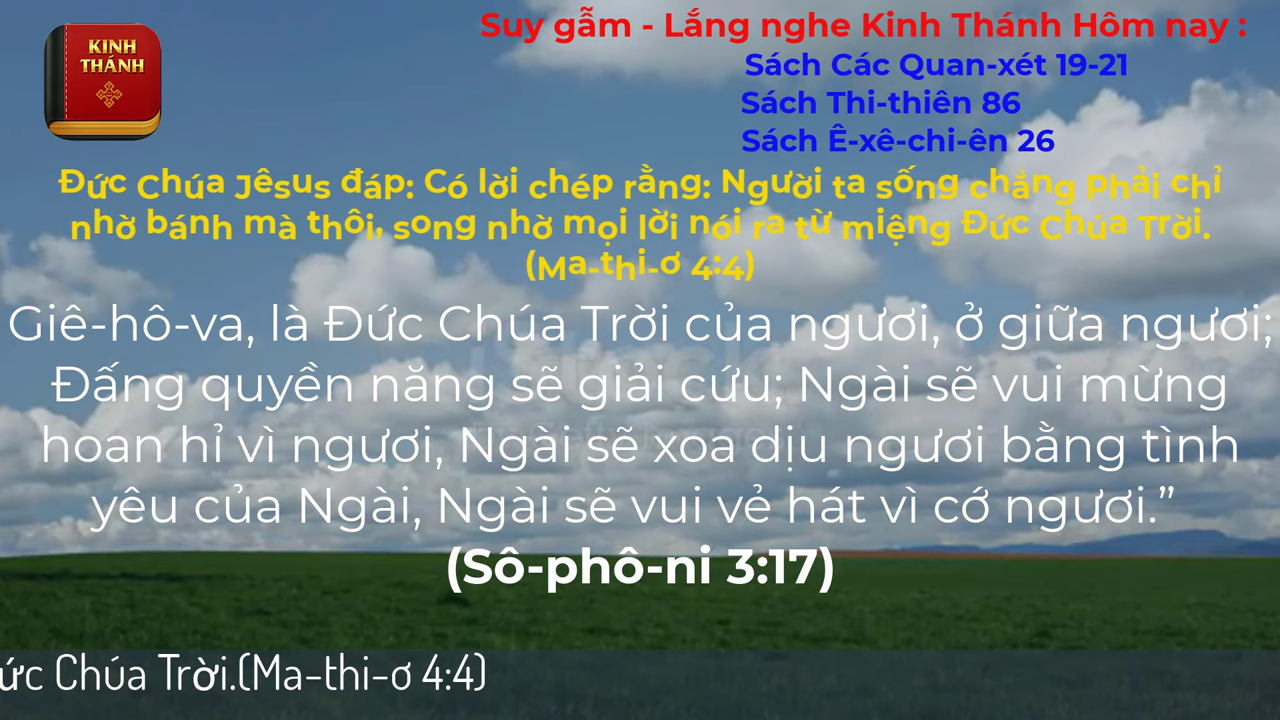 KINH
THÁNH
Suy gẫm - Lắng nghe Kinh Thánh Hôm nay :
Sách Các Quan-xét 19-21
Sách Thi-thiên 86
Sách Ê-xê-chi-ên 26
Đức Chúa Jêsus đáp: Có lời chép rằng: Người ta sống chẳng phải chỉ
nhờ bánh mà thôi, song nhờ mọi lời nói ra từ miệng Đức Chúa Trời.
(Ma-thi-ơ 4:4)
Giê-hô-va, là Đức Chúa Trời của ngươi, ở giữa ngươi;
Đấng quyền năng sẽ giải cứu; Ngài sẽ vui mừng
hoan hỉ vì ngươi, Ngài sẽ xoa dịu ngươi bằng tình
yêu của Ngài, Ngài sẽ vui vẻ hát vì cớ ngươi.”
(Sô-phô-ni 3:17)
ức Chúa Trời.(Ma-thi-ơ 4:4)